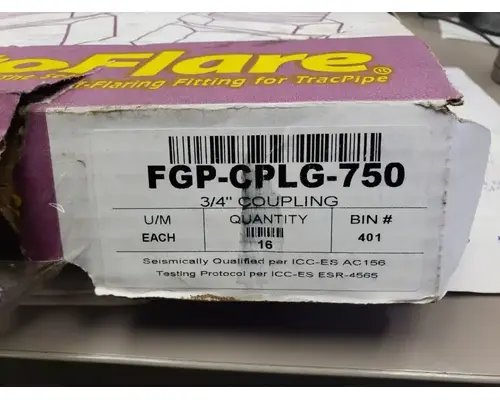 oFlare®
f-Flaring Fitting for TracPipe
FGP-CPLG-750
3/4" COUPLING
U/M QUANTITY BIN #
EACH 16 401
Seismically Qualified per ICC-ES AC156
Testing Protocol per ICC-ES ESR-4565